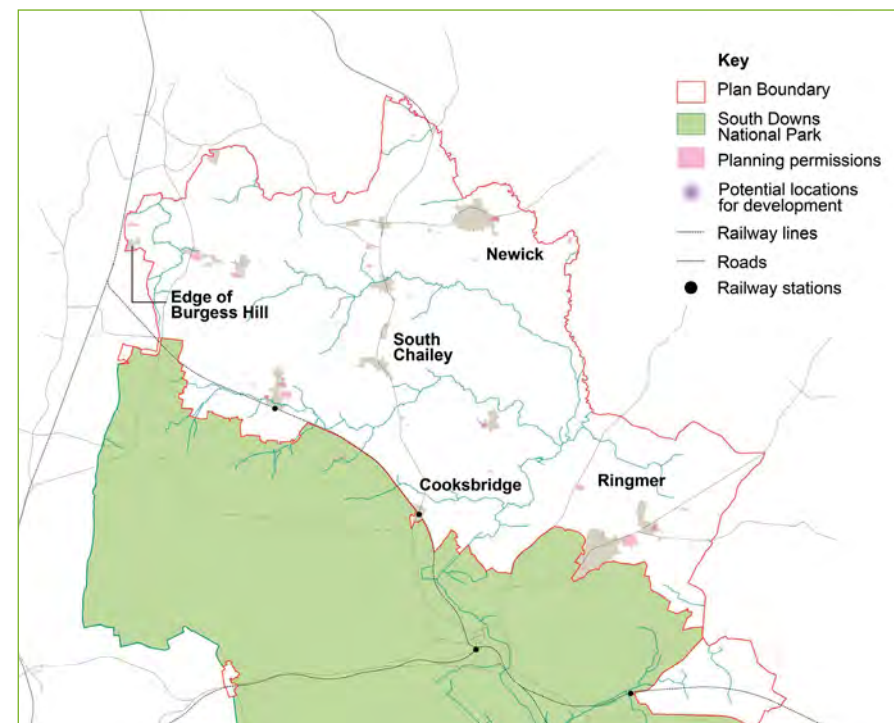 Key
Plan Boundary
South Downs
National Park
Planning permissions
Potential locations
for development
Railway lines
Roads
Railway stations
Newick
Edge of
Burgess Hill
South
Chailey
Cooksbridge
Ringmer